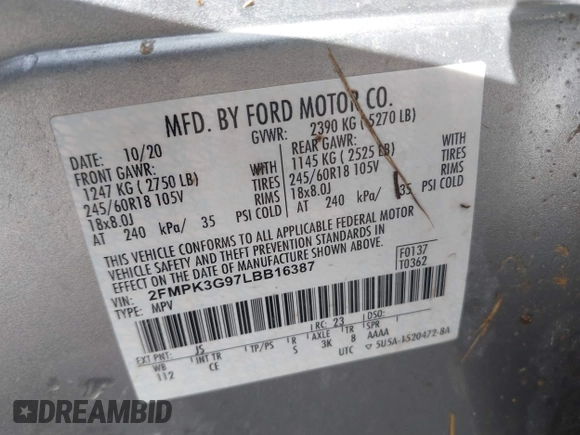 MFD. BY FORD MOTOR CO.
DATE: 10/20 GVWR: 2390 KG ( 5270 LB)
FRONT GAWR: REAR GAWR:
1247 KG ( 2750 LB) WITH 1145 KG ( 2525 LB) WITH
245/60R18 105V TIRES 245/60R18 105V TIRES
18x8.0J RIMS 18x8.0J RIMS
AT 240 kPa/ 35 PSI COLD AT 240 kPa/ 35 PSI COLD
THIS VEHICLE CONFORMS TO ALL APPLICABLE FEDERAL MOTOR
VEHICLE SAFETY AND THEFT PREVENTION STANDARDS IN
EFFECT ON THE DATE OF MANUFACTURE SHOWN ABOVE.
F0137
T0362
VIN: 2FMPK3G97LBB16387
TYPE: MPV
EXT PNT: JS RC: 23 DSO:
WB INT TR TP/PS R AXLE TR SPR
112 CE 5 3K 8 AAAA
UTC ▽ 5U5A-1520472-BA
DREAMBID